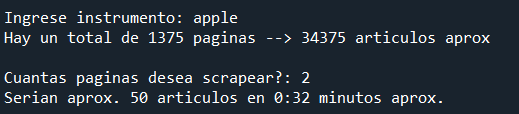 Ingrese instrumento: apple
Hay un total de 1375 paginas --> 34375 articulos aprox
Cuantas paginas desea scrapear?: 2
Serian aprox. 50 articulos en 0:32 minutos aprox.